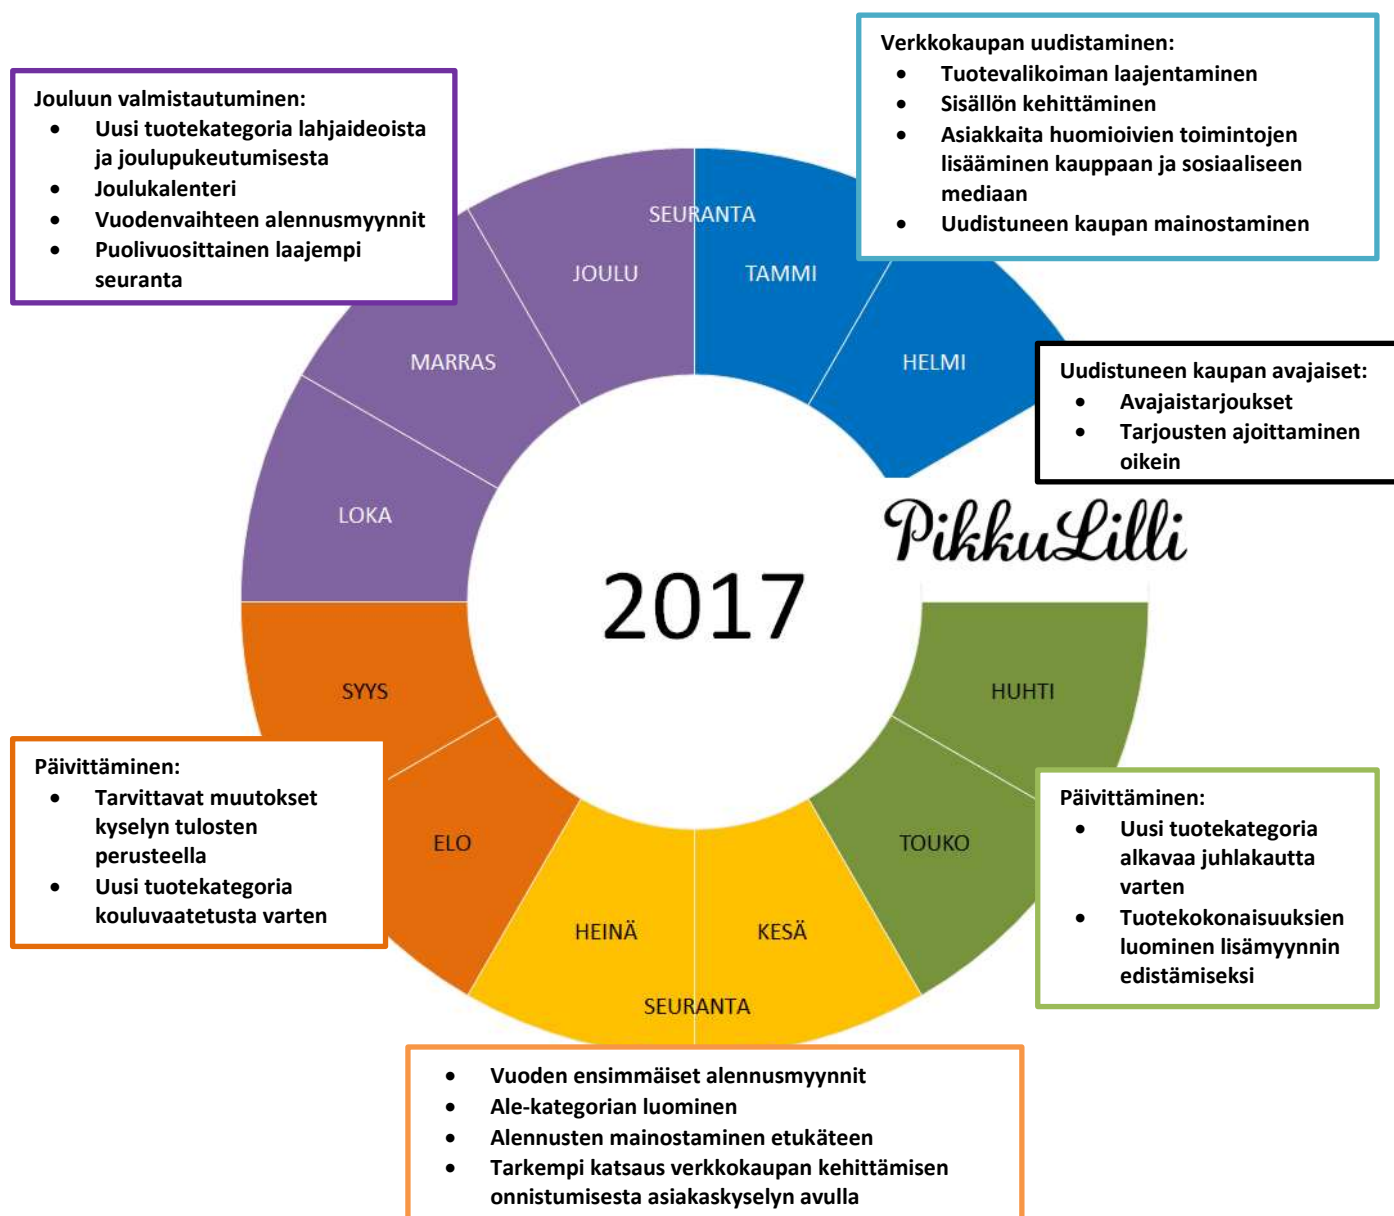 Verkkokaupan uudistaminen:
• Tuotevalikoiman laajentaminen
• Sisällön kehittäminen
• Asiakkaita huomioivien toimintojen
lisääminen kauppaan ja sosiaaliseen
mediaan
• Uudistuneen kaupan mainostaminen
Jouluun valmistautuminen:
• Uusi tuotekategoria lahjaideoista
ja joulupukeutumisesta
• Joulukalenteri
• Vuodenvaihteen alennusmyynnit
• Puolivuosittainen laajempi
seuranta
SEURANTA
JOULU
TAMMI
MARRAS
HELMI
Uudistuneen kaupan avajaiset:
• Avajaistarjoukset
• Tarjousten ajoittaminen
oikein
LOKA
PikkuLilli
2017
SYYS
HUHTI
Päivittäminen:
• Tarvittavat muutokset
kyselyn tulosten
perusteella
• Uusi tuotekategoria
kouluvaatetusta varten
ELO
TOUKO
Päivittäminen:
• Uusi tuotekategoria
alkavaa juhlakautta
varten
• Tuotekokonaisuuksien
luominen lisämyynnin
edistämiseksi
HEINÄ
KESÄ
SEURANTA
• Vuoden ensimmäiset alennusmyynnit
• Ale-kategorian luominen
• Alennusten mainostaminen etukäteen
• Tarkempi katsaus verkkokaupan kehittämisen
onnistumisesta asiakaskyselyn avulla